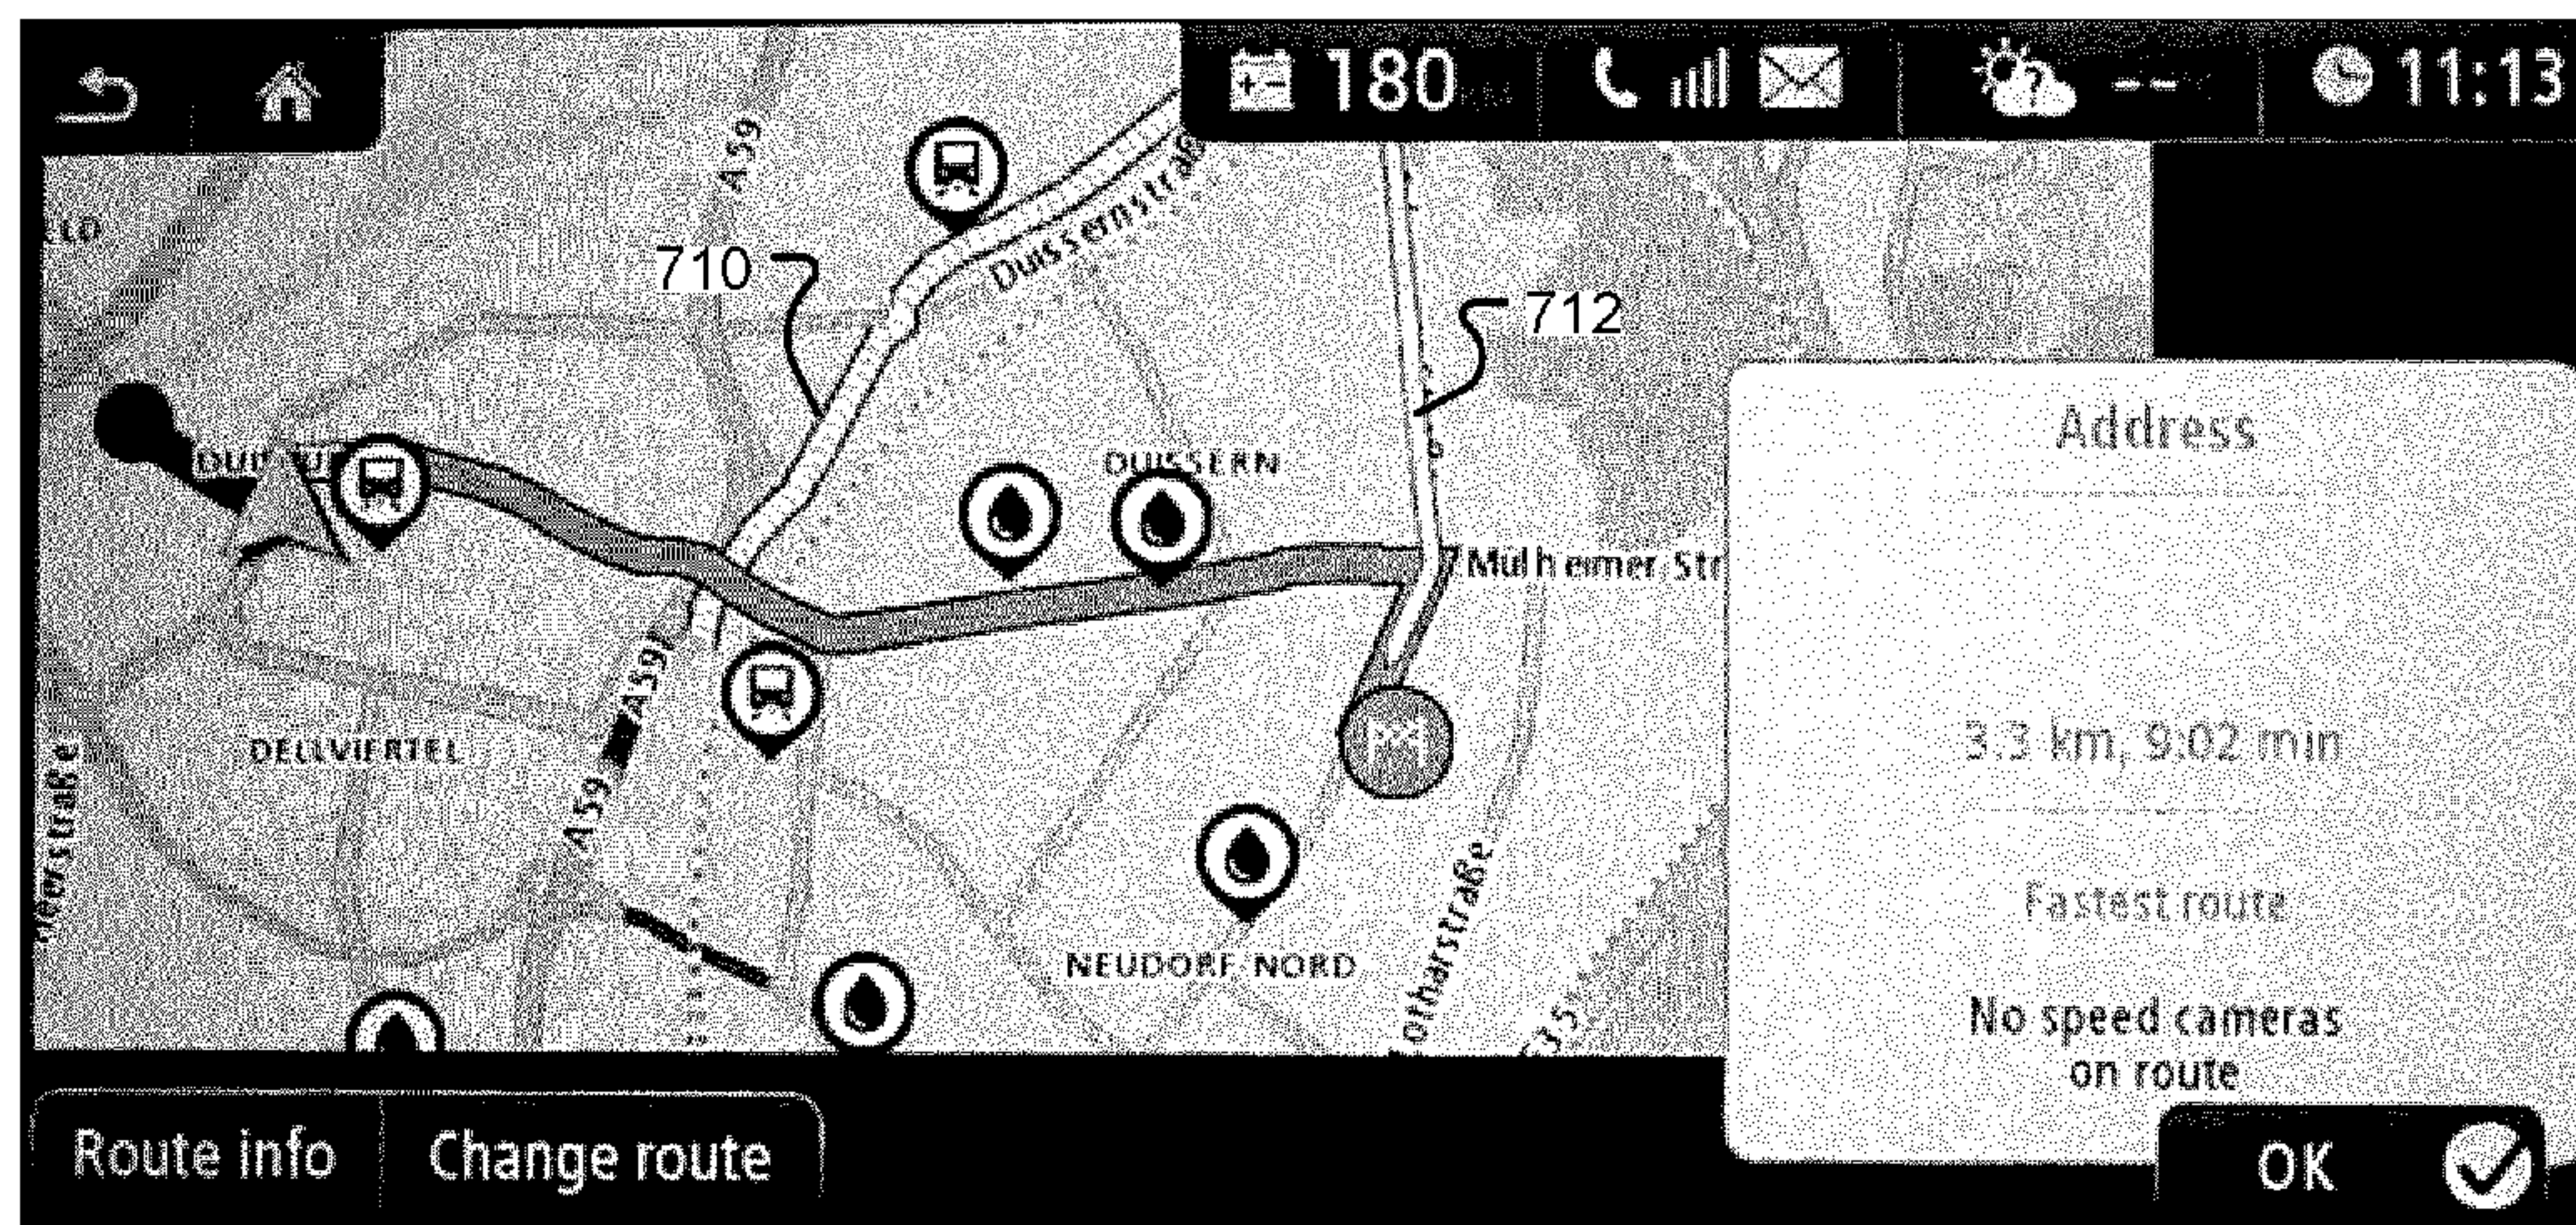 180
--
11:13
A59
Duissernstraß
710
712
DUISSERN
Mülheimer Str
A59
A59
DELLVIERTEL
NEUDORF-NORD
Address
3.3 km, 9:02 min
Fastest route
No speed cameras
on route
Route info
Change route
OK